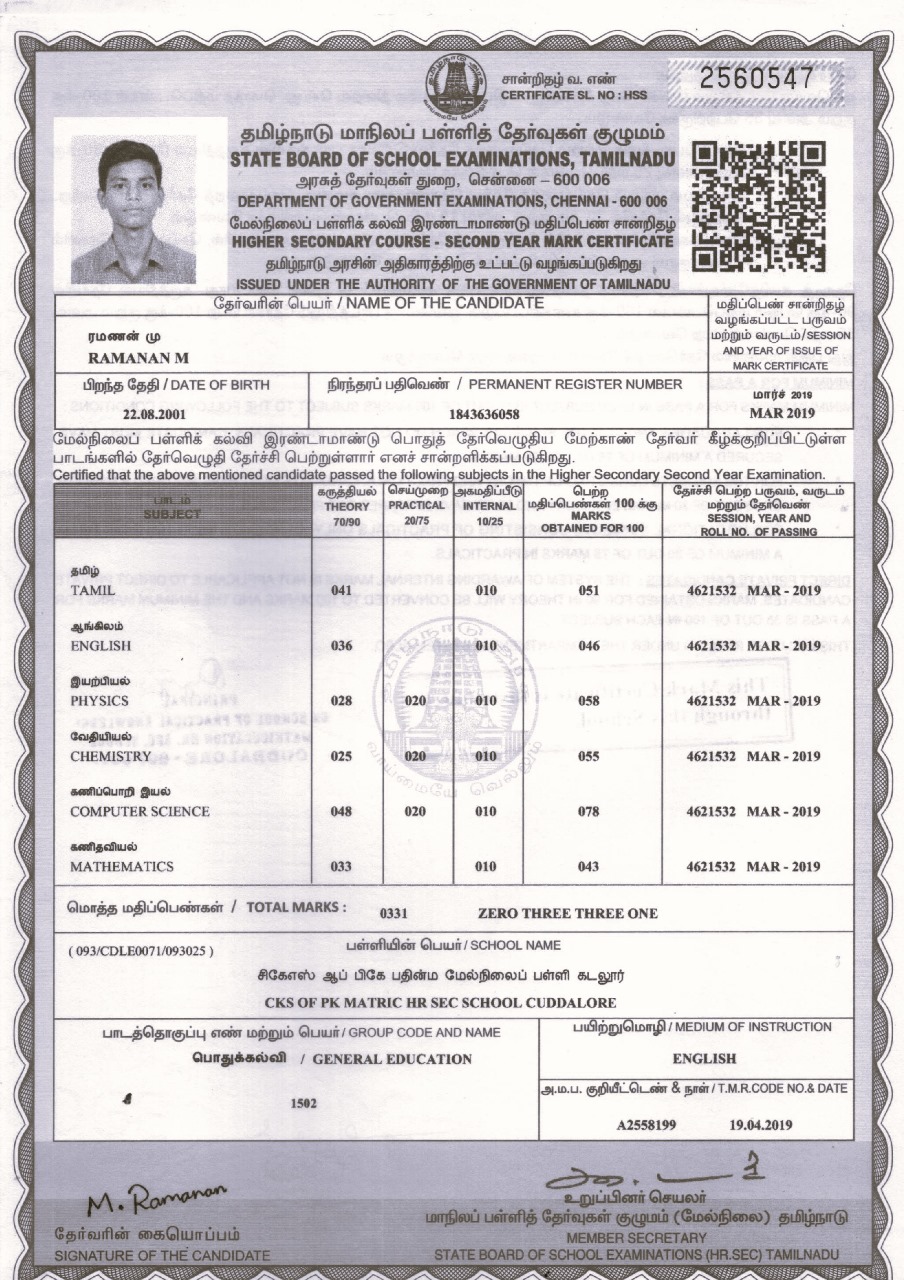 சான்றிதழ் வ. எண்
CERTIFICATE SL. NO : HSS
2560547
தமிழ்நாடு மாநிலப் பள்ளித் தேர்வுகள் குழுமம்
STATE BOARD OF SCHOOL EXAMINATIONS, TAMILNADU
அரசுத் தேர்வுகள் துறை, சென்னை – 600 006
DEPARTMENT OF GOVERNMENT EXAMINATIONS, CHENNAI - 600 006
மேல்நிலைப் பள்ளிக் கல்வி இரண்டாமாண்டு மதிப்பெண் சான்றிதழ்
HIGHER SECONDARY COURSE - SECOND YEAR MARK CERTIFICATE
தமிழ்நாடு அரசின் அதிகாரத்திற்கு உட்பட்டு வழங்கப்படுகிறது
ISSUED UNDER THE AUTHORITY OF THE GOVERNMENT OF TAMILNADU
தேர்வரின் பெயர் / NAME OF THE CANDIDATE
ரமணன் மு
RAMANAN M
மதிப்பெண் சான்றிதழ்
வழங்கப்பட்ட பருவம்
மற்றும் வருடம்/SESSION
AND YEAR OF ISSUE OF
MARK CERTIFICATE
பிறந்த தேதி / DATE OF BIRTH
22.08.2001
நிரந்தரப் பதிவெண் / PERMANENT REGISTER NUMBER
1843636058
மார்ச் 2019
MAR 2019
மேல்நிலைப் பள்ளிக் கல்வி இரண்டாமாண்டு பொதுத் தேர்வெழுதிய மேற்காண் தேர்வர் கீழ்க்குறிப்பிட்டுள்ள
பாடங்களில் தேர்வெழுதி தேர்ச்சி பெற்றுள்ளார் எனச் சான்றளிக்கப்படுகிறது.
Certified that the above mentioned candidate passed the following subjects in the Higher Secondary Second Year Examination.
பாடம்
SUBJECT
கருத்தியல்
THEORY
70/90
செய்முறை
PRACTICAL
20/75
அகமதிப்பீடு
INTERNAL
10/25
பெற்ற
மதிப்பெண்கள் 100 க்கு
MARKS
OBTAINED FOR 100
தேர்ச்சி பெற்ற பருவம், வருடம்
மற்றும் தேர்வெண்
SESSION, YEAR AND
ROLL NO. OF PASSING
தமிழ்
TAMIL 041 010 051 4621532 MAR - 2019
ஆங்கிலம்
ENGLISH 036 010 046 4621532 MAR - 2019
இயற்பியல்
PHYSICS 028 020 010 058 4621532 MAR - 2019
வேதியியல்
CHEMISTRY 025 020 010 055 4621532 MAR - 2019
கணிப்பொறி இயல்
COMPUTER SCIENCE 048 020 010 078 4621532 MAR - 2019
கணிதவியல்
MATHEMATICS 033 010 043 4621532 MAR - 2019
மொத்த மதிப்பெண்கள் / TOTAL MARKS : 0331 ZERO THREE THREE ONE
( 093/CDLE0071/093025 ) பள்ளியின் பெயர்/ SCHOOL NAME
சிகேஎஸ் ஆப் பிகே பதின்ம மேல்நிலைப் பள்ளி கடலூர்
CKS OF PK MATRIC HR SEC SCHOOL CUDDALORE
பாடத்தொகுப்பு எண் மற்றும் பெயர்/ GROUP CODE AND NAME
பொதுக்கல்வி / GENERAL EDUCATION
1502
பயிற்றுமொழி / MEDIUM OF INSTRUCTION
ENGLISH
அ.ம.ப. குறியீட்டெண் & நாள்/ T.M.R.CODE NO.& DATE
A2558199 19.04.2019
M. Ramanan
தேர்வரின் கையொப்பம்
SIGNATURE OF THE CANDIDATE
உறுப்பினர் செயலர்
மாநிலப் பள்ளித் தேர்வுகள் குழுமம் (மேல்நிலை) தமிழ்நாடு
MEMBER SECRETARY
STATE BOARD OF SCHOOL EXAMINATIONS (HR.SEC) TAMILNADU